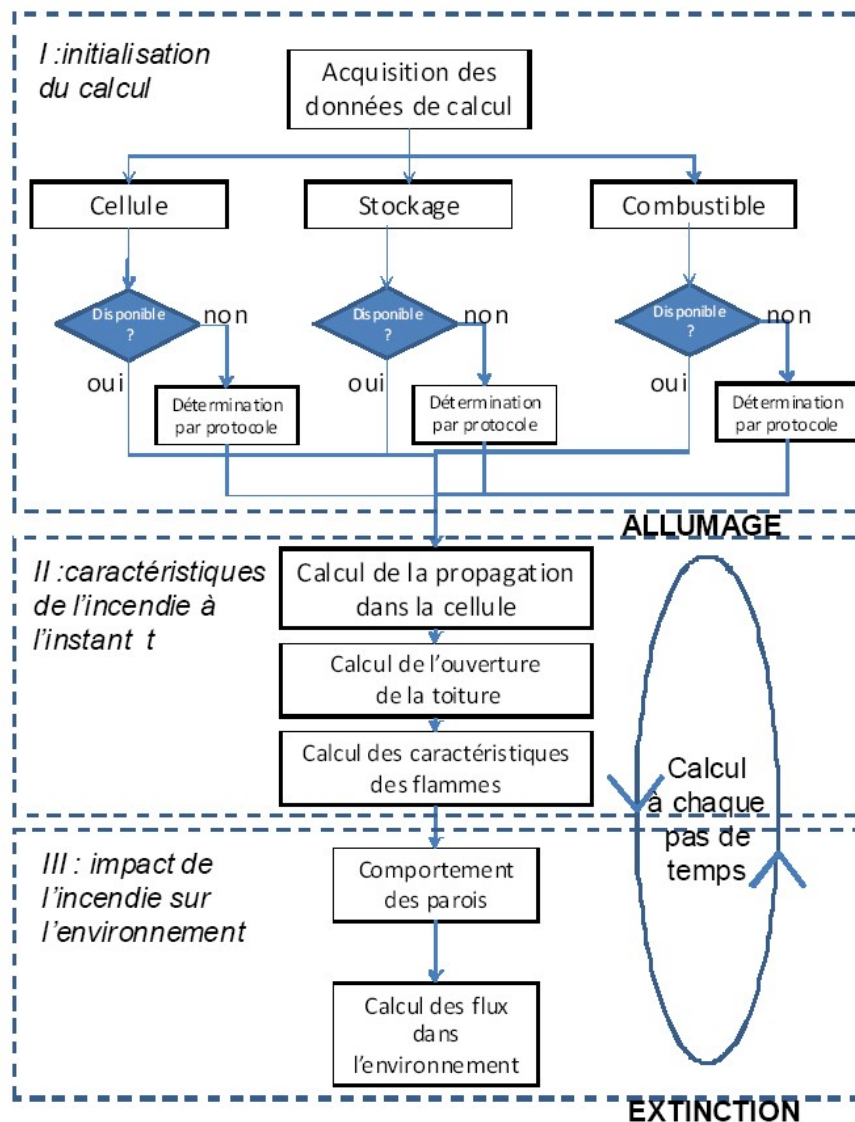 I :initialisation
du calcul
Acquisition des
données de calcul
Cellule
Stockage
Combustible
Disponible
?
non
oui
Disponible
?
non
oui
Disponible
?
non
oui
Détermination
par protocole
Détermination
par protocole
Détermination
par protocole
ALLUMAGE
II :caractéristiques
de l'incendie à
l'instant t
Calcul de la propagation
dans la cellule
Calcul de l'ouverture
de la toiture
Calcul des caractéristiques
des flammes
Calcul
à chaque
pas de
temps
III : impact de
l'incendie sur
l'environnement
Comportement
des parois
Calcul des flux
dans
l'environnement
EXTINCTION